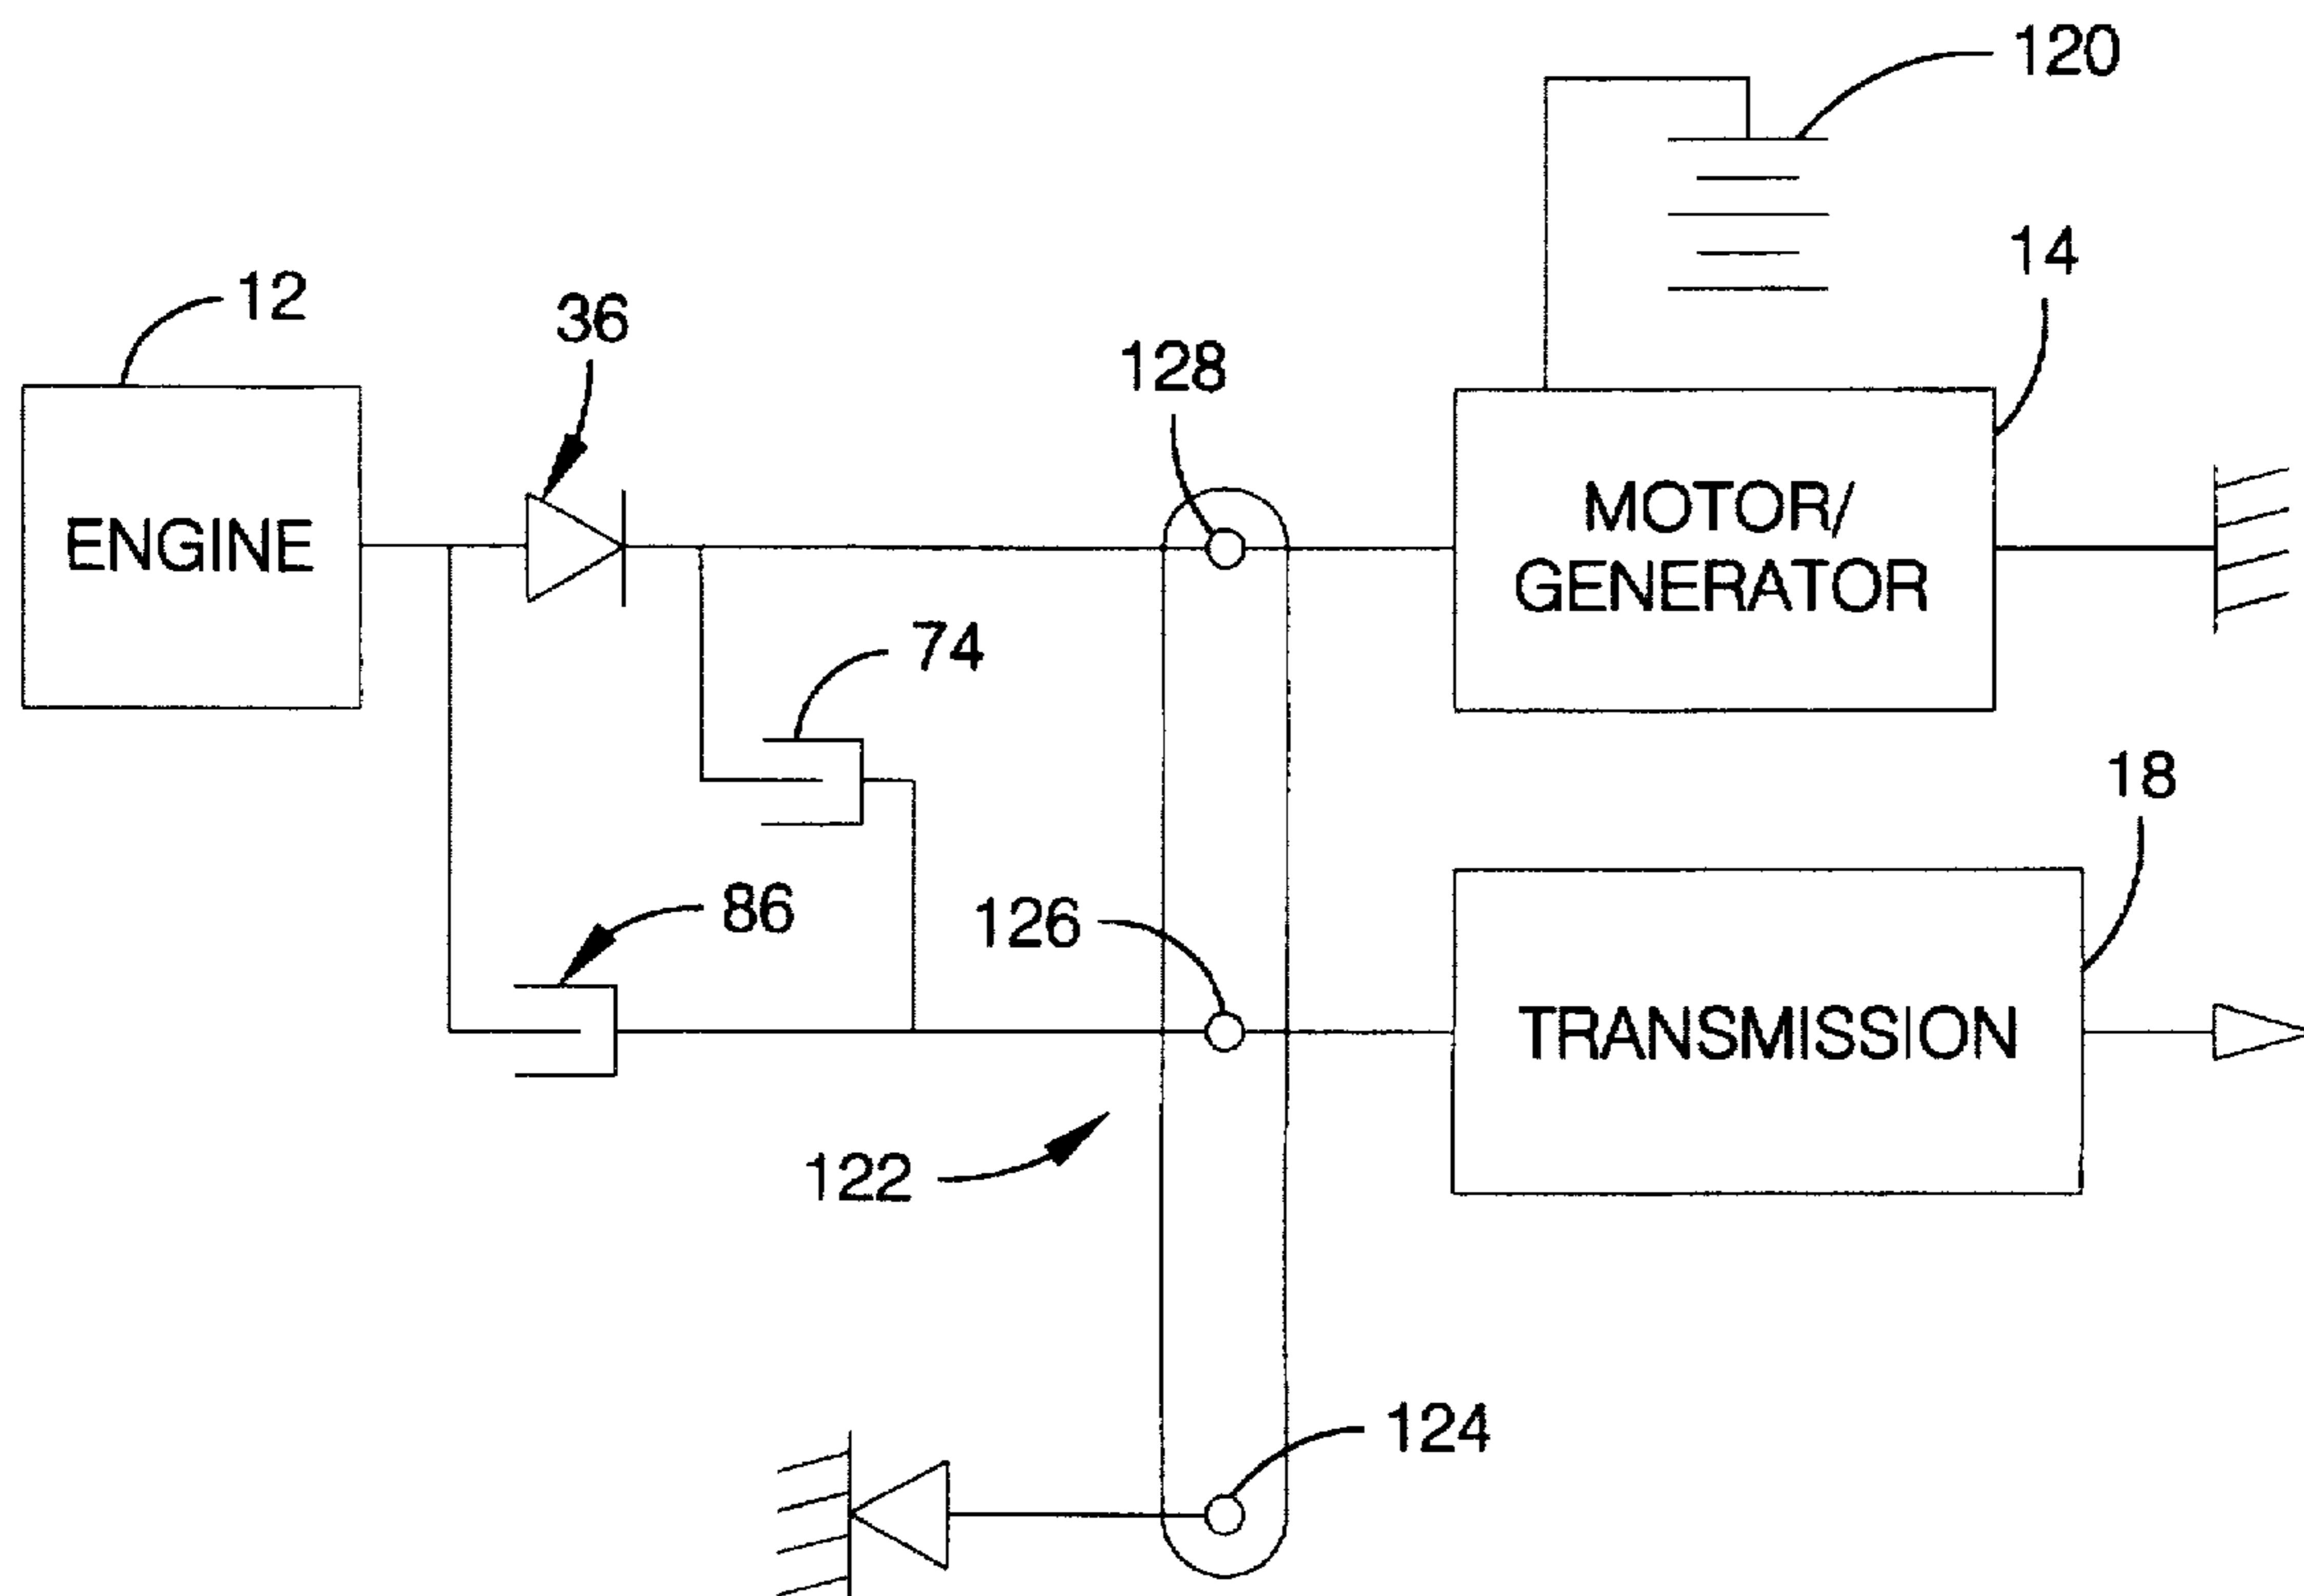 120
14
12
36
128
ENGINE
MOTOR/
GENERATOR
74
18
86
126
TRANSMISSION
122
124